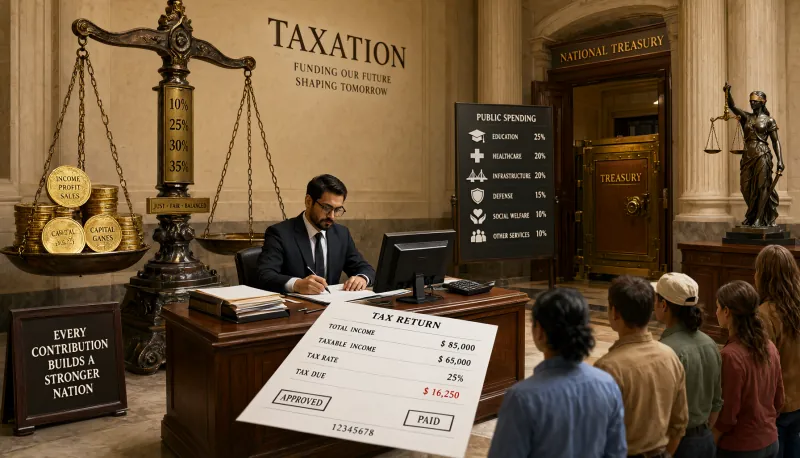 TAXATION
FUNDING OUR FUTURE
SHAPING TOMORROW
NATIONAL TREASURY
10%
25%
30%
35%
JUST · FAIR · BALANCED
INCOME
PROFIT
SALES
CAPITAL
GANES
PUBLIC SPENDING
EDUCATION 25%
HEALTHCARE 20%
INFRASTRUCTURE 20%
DEFENSE 15%
SOCIAL WELFARE 10%
OTHER SERVICES 10%
TREASURY
EVERY
CONTRIBUTION
BUILDS A
STRONGER
NATION
TAX RETURN
TOTAL INCOME $ 85,000
TAXABLE INCOME $ 65,000
TAX RATE 25%
TAX DUE $ 16,250
APPROVED
PAID
12345678